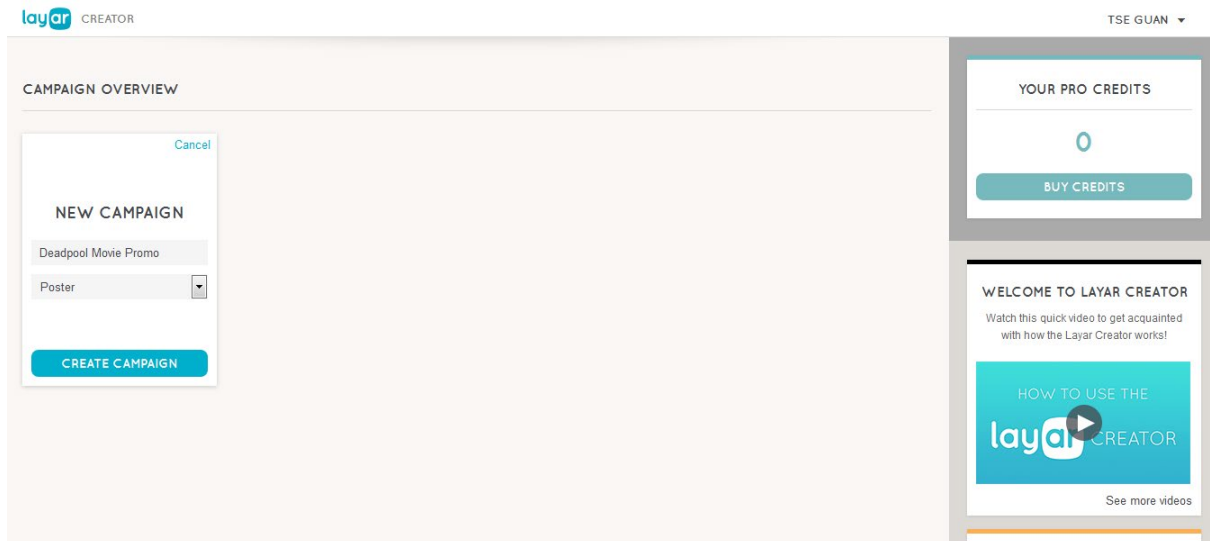 layar CREATOR
TSE GUAN
CAMPAIGN OVERVIEW
Cancel
NEW CAMPAIGN
Deadpool Movie Promo
Poster
CREATE CAMPAIGN
YOUR PRO CREDITS
0
BUY CREDITS
WELCOME TO LAYAR CREATOR
Watch this quick video to get acquainted
with how the Layar Creator works!
HOW TO USE THE
layar CREATOR
See more videos